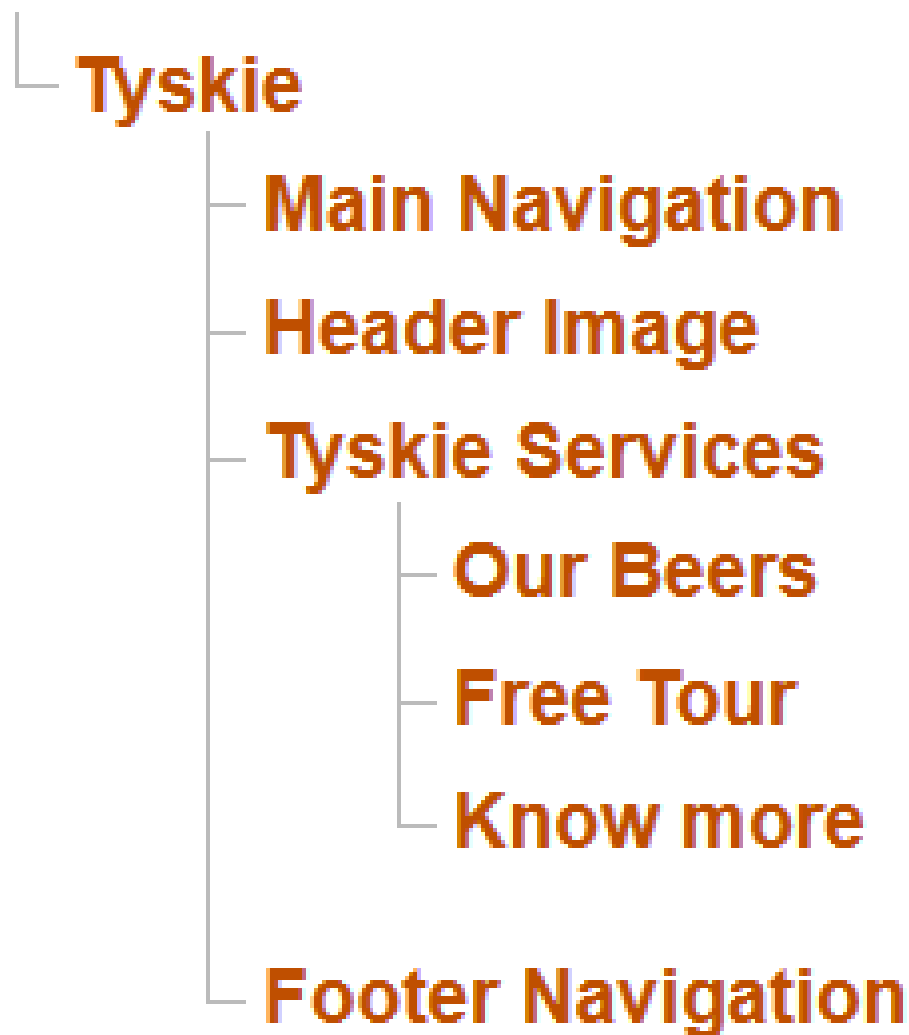 Tyskie
Main Navigation
Header Image
Tyskie Services
Our Beers
Free Tour
Know more
Footer Navigation